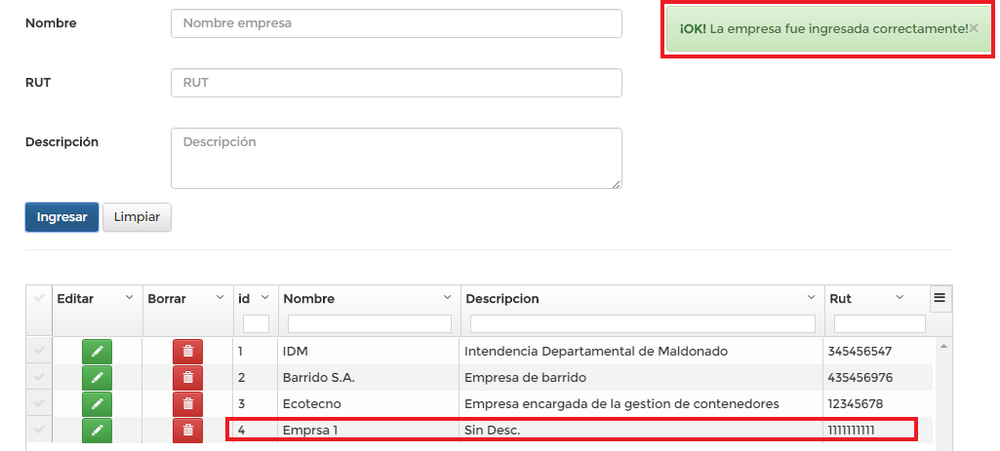 Nombre
Nombre empresa
¡OK! La empresa fue ingresada correctamente!×
RUT
RUT
Descripción
Descripción
Ingresar Limpiar
Editar Borrar id Nombre Descripcion Rut
1 IDM Intendencia Departamental de Maldonado 345456547
2 Barrido S.A. Empresa de barrido 435456976
3 Ecotecno Empresa encargada de la gestion de contenedores 12345678
4 Emprsa 1 Sin Desc. 1111111111